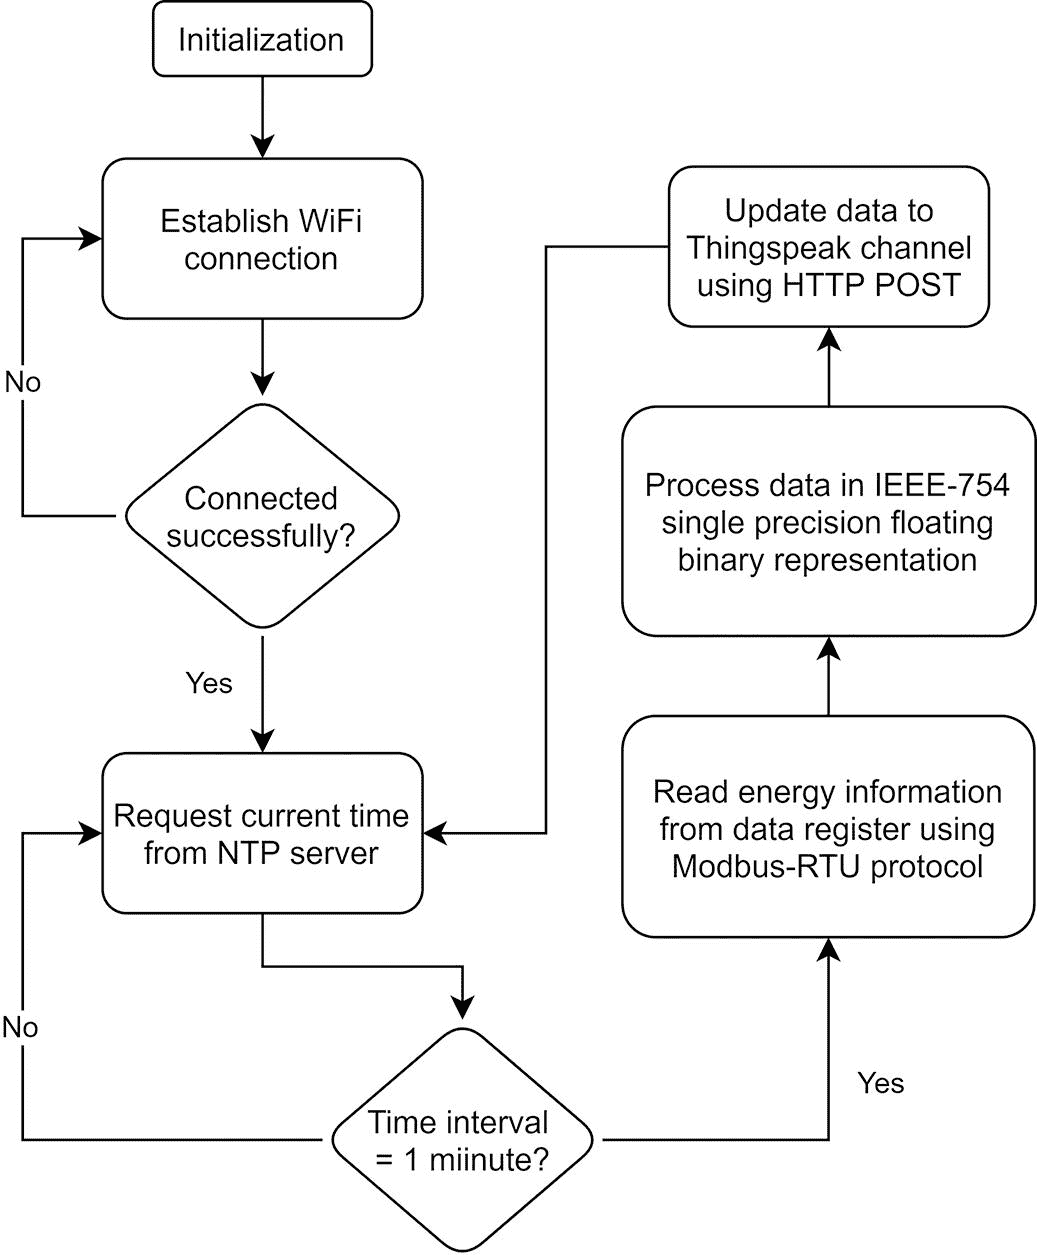 Initialization
Establish WiFi
connection
No
Connected
successfully?
Yes
Request current time
from NTP server
No
Time interval
= 1 miinute?
Yes
Read energy information
from data register using
Modbus-RTU protocol
Process data in IEEE-754
single precision floating
binary representation
Update data to
Thingspeak channel
using HTTP POST